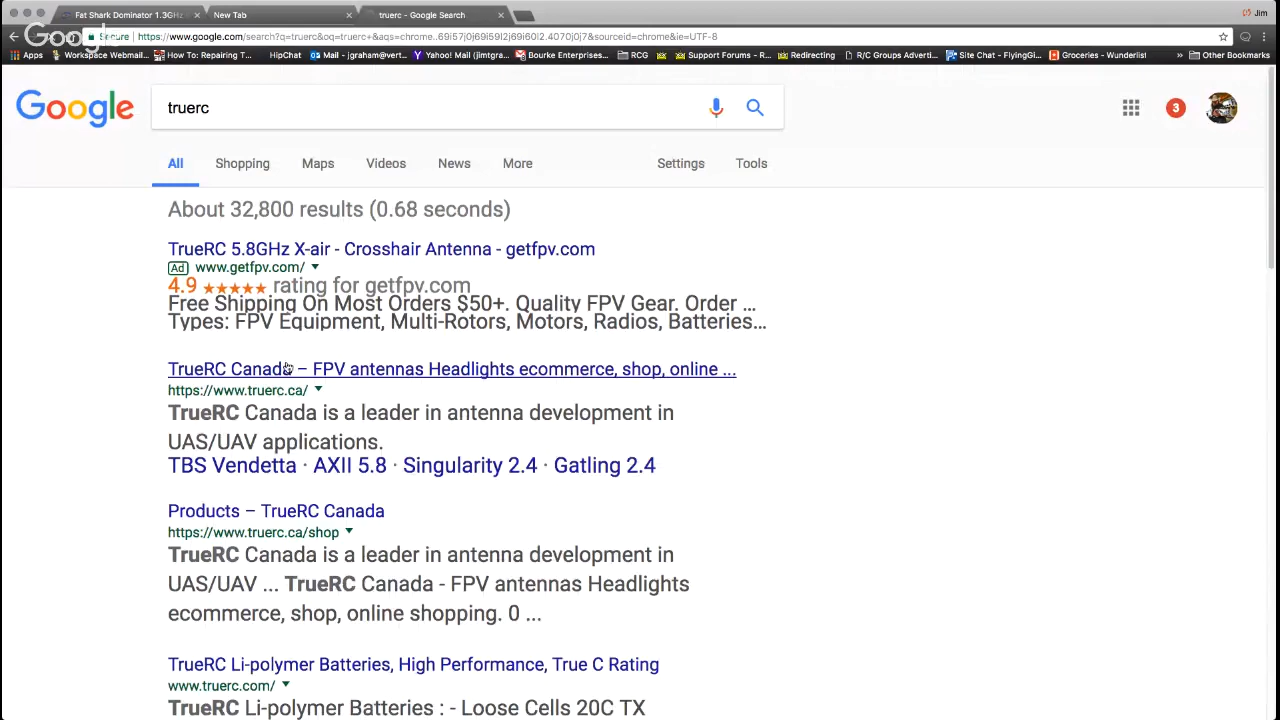 Fat Shark Dominator 1.3GHz
New Tab
truerc - Google Search
Jim
Google
Secure
https://www.google.com/search?q=truerc&oq=truerc+&aqs=chrome..69i57j0j69i59l2j69i60l2.4070j0j7&sourceid=chrome&ie=UTF-8
Apps
Workspace Webmail...
How To: Repairing T...
HipChat
Mail - jgraham@vert...
Yahoo! Mail (jimtgra...
Bourke Enterprises...
RCG
Support Forums - R...
Redirecting
R/C Groups Adverti...
Site Chat - FlyingGi...
Groceries - Wunderlist
»
Other Bookmarks
Google
truerc
3
All
Shopping
Maps
Videos
News
More
Settings
Tools
About 32,800 results (0.68 seconds)
TrueRC 5.8GHz X-air - Crosshair Antenna - getfpv.com
Ad www.getfpv.com/
4.9 ★★★★★ rating for getfpv.com
Free Shipping On Most Orders $50+. Quality FPV Gear. Order ...
Types: FPV Equipment, Multi-Rotors, Motors, Radios, Batteries...
TrueRC Canada – FPV antennas Headlights ecommerce, shop, online ...
https://www.truerc.ca/
TrueRC Canada is a leader in antenna development in
UAS/UAV applications.
TBS Vendetta · AXII 5.8 · Singularity 2.4 · Gatling 2.4
Products – TrueRC Canada
https://www.truerc.ca/shop
TrueRC Canada is a leader in antenna development in
UAS/UAV ... TrueRC Canada - FPV antennas Headlights
ecommerce, shop, online shopping. 0 ...
TrueRC Li-polymer Batteries, High Performance, True C Rating
www.truerc.com/
TrueRC Li-polymer Batteries : - Loose Cells 20C TX